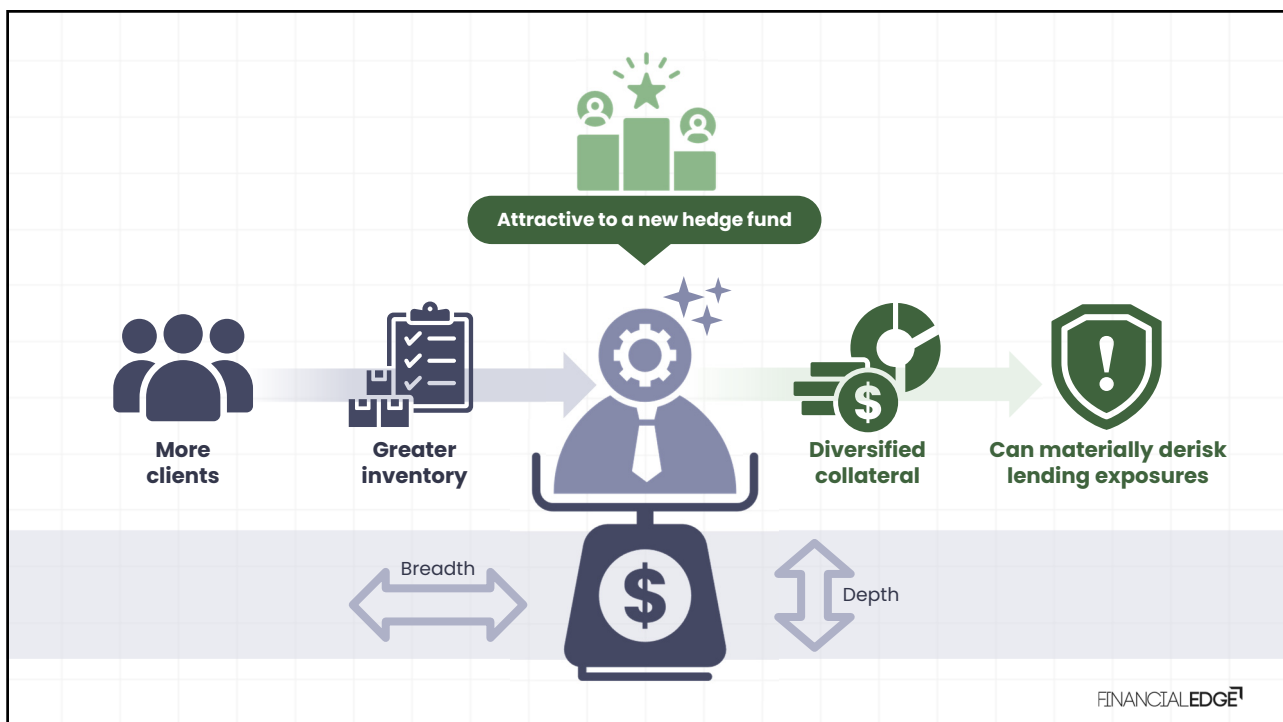 Attractive to a new hedge fund
More
clients
Greater
inventory
Diversified
collateral
Can materially derisk
lending exposures
$
Breadth
$
Depth
FINANCIALEDGE